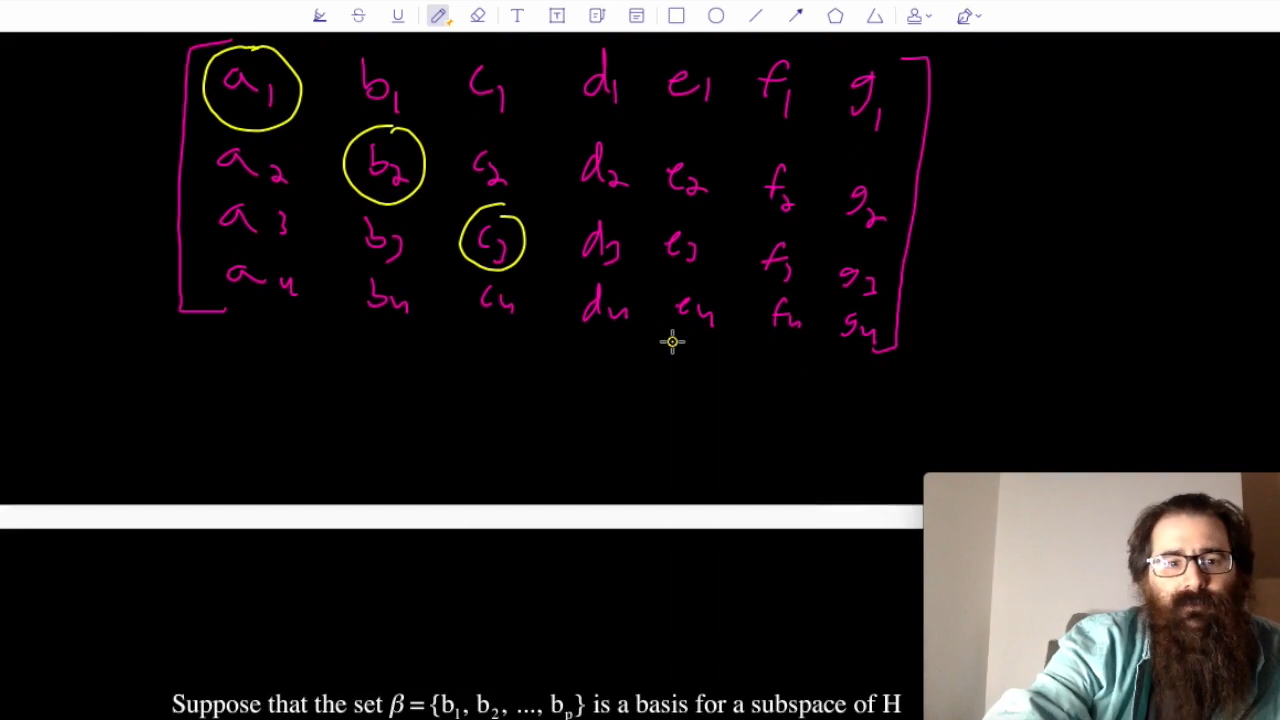 a₁ b₁ c₁ d₁ e₁ f₁ g₁
a₂ b₂ c₂ d₂ e₂ f₂ g₂
a₃ b₃ c₃ d₃ e₃ f₃ g₃
a₄ b₄ c₄ d₄ e₄ f₄ g₄
Suppose that the set β = {b₁, b₂, ..., bₚ} is a basis for a subspace of H